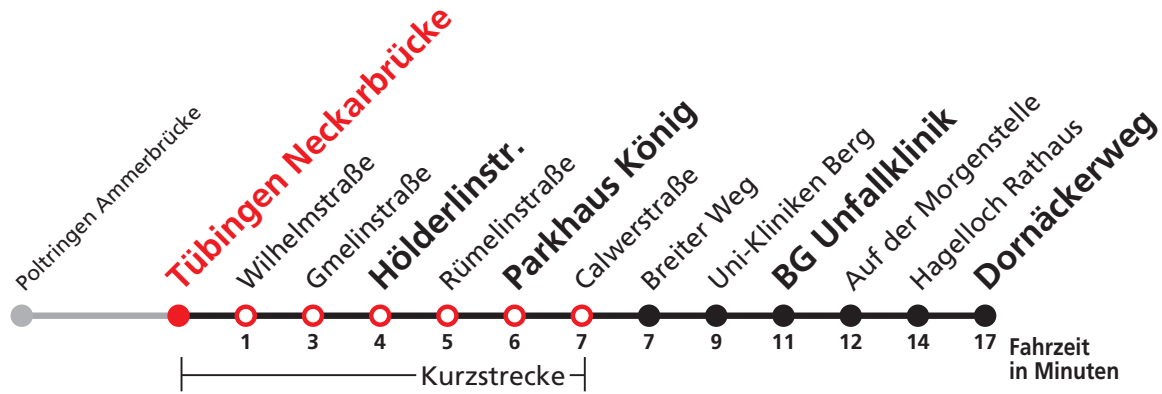 Poltringen Ammerbrücke
Tübingen Neckarbrücke
Wilhelmstraße
Gmelinstraße
Hölderlinstr.
Rümelinstraße
Parkhaus König
Calwerstraße
Breiter Weg
Uni-Kliniken Berg
BG Unfallklinik
Auf der Morgenstelle
Hagelloch Rathaus
Dornäckerweg
1 3 4 5 6 7 7 9 11 12 14 17
Fahrzeit
in Minuten
Kurzstrecke